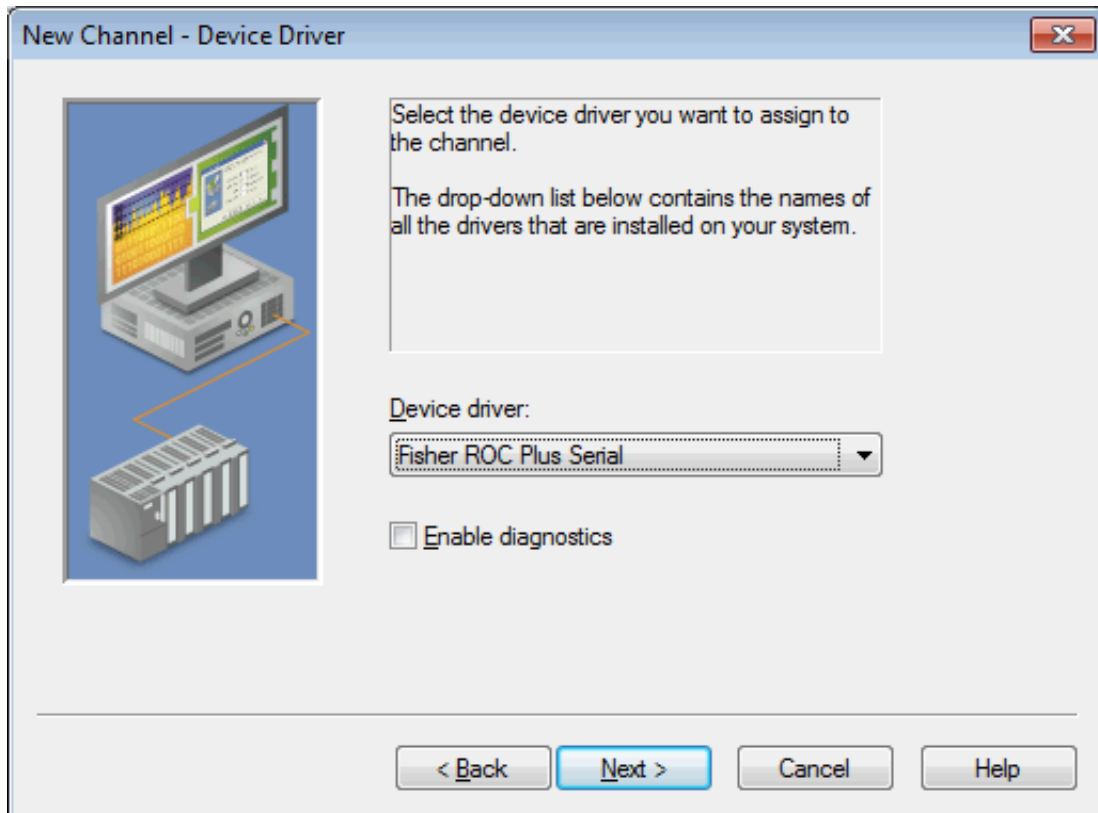 New Channel - Device Driver
Select the device driver you want to assign to
the channel.
The drop-down list below contains the names of
all the drivers that are installed on your system.
Device driver:
Fisher ROC Plus Serial
Enable diagnostics
< Back
Next >
Cancel
Help